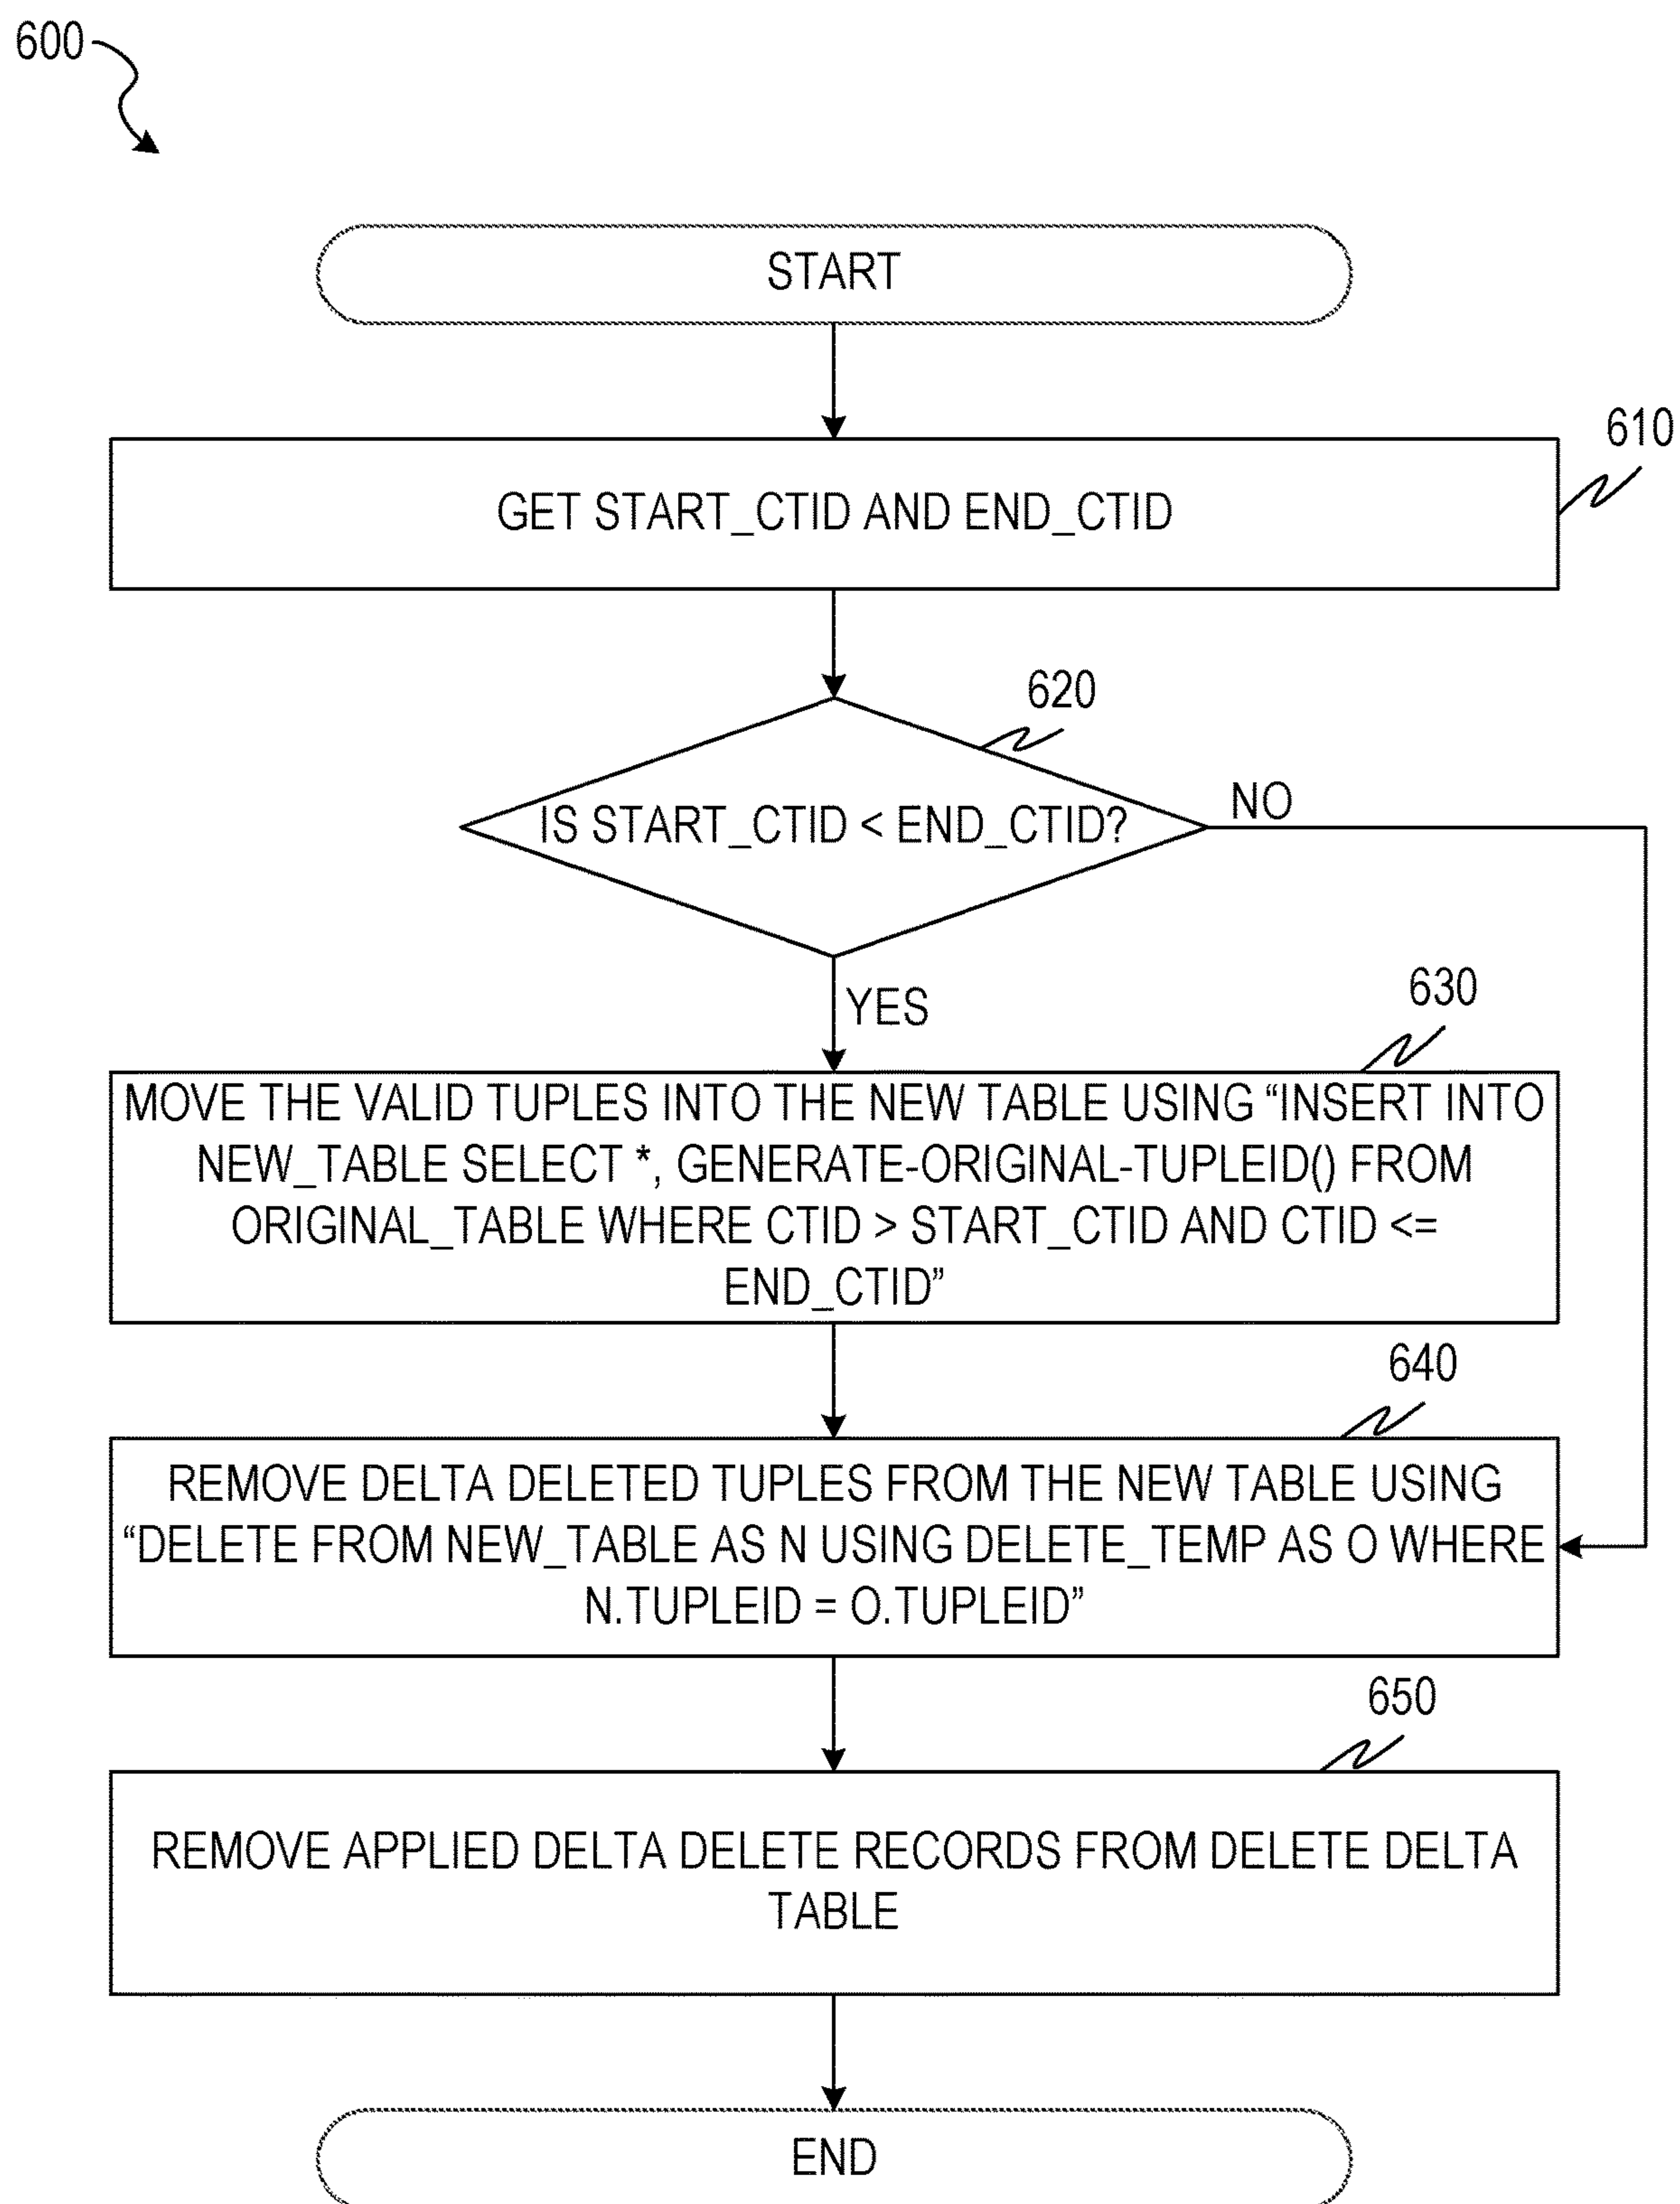 600
START
610
GET START_CTID AND END_CTID
620
IS START_CTID < END_CTID?
NO
YES
630
MOVE THE VALID TUPLES INTO THE NEW TABLE USING “INSERT INTO
NEW_TABLE SELECT *, GENERATE-ORIGINAL-TUPLEID() FROM
ORIGINAL_TABLE WHERE CTID > START_CTID AND CTID <=
END_CTID”
640
REMOVE DELTA DELETED TUPLES FROM THE NEW TABLE USING
“DELETE FROM NEW_TABLE AS N USING DELETE_TEMP AS O WHERE
N.TUPLEID = O.TUPLEID”
650
REMOVE APPLIED DELTA DELETE RECORDS FROM DELETE DELTA
TABLE
END